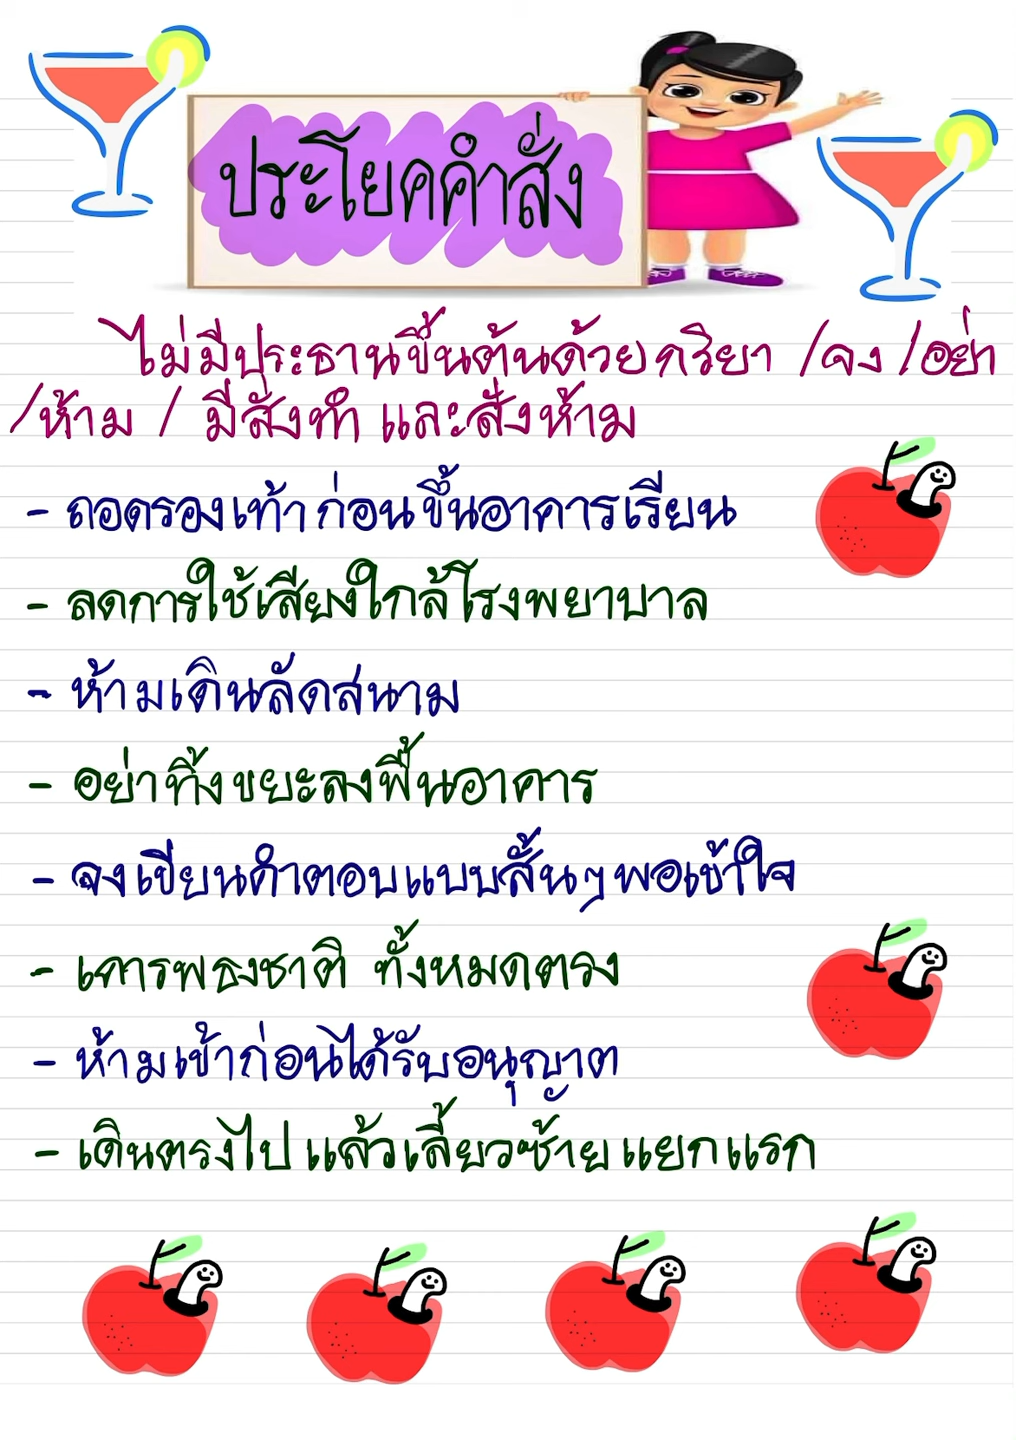 ประโยคคำสั่ง
ไม่มีประธานขึ้นต้นด้วยกริยา /จง /อย่า
/ห้าม / มีสั่งทำ และสั่งห้าม
- ถอดรองเท้าก่อนขึ้นอาคารเรียน
- ลดการใช้เสียงใกล้โรงพยาบาล
- ห้ามเดินลัดสนาม
- อย่าทิ้งขยะลงพื้นอาคาร
- จงเขียนคำตอบแบบสั้นๆพอเข้าใจ
- เคารพธงชาติ ทั้งหมดตรง
- ห้ามเข้าก่อนได้รับอนุญาต
- เดินตรงไป แล้วเลี้ยวซ้าย แยกแรก